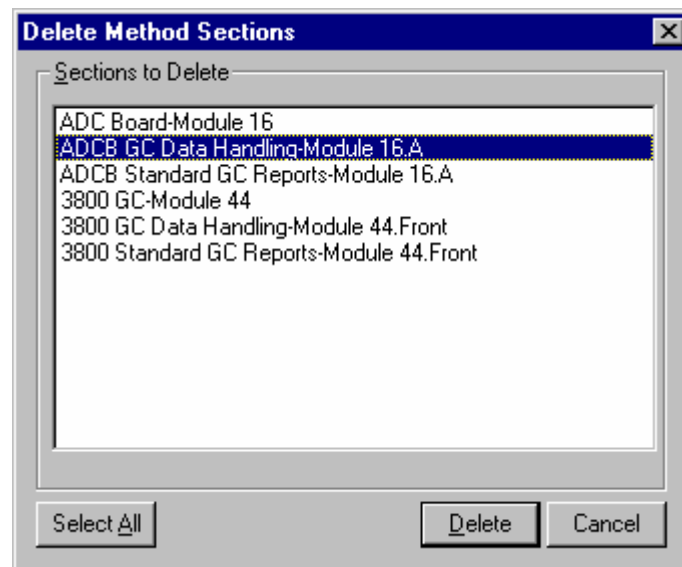 Delete Method Sections
Sections to Delete
ADC Board-Module 16
ADCB GC Data Handling-Module 16.A
ADCB Standard GC Reports-Module 16.A
3800 GC-Module 44
3800 GC Data Handling-Module 44.Front
3800 Standard GC Reports-Module 44.Front
Select All Delete Cancel